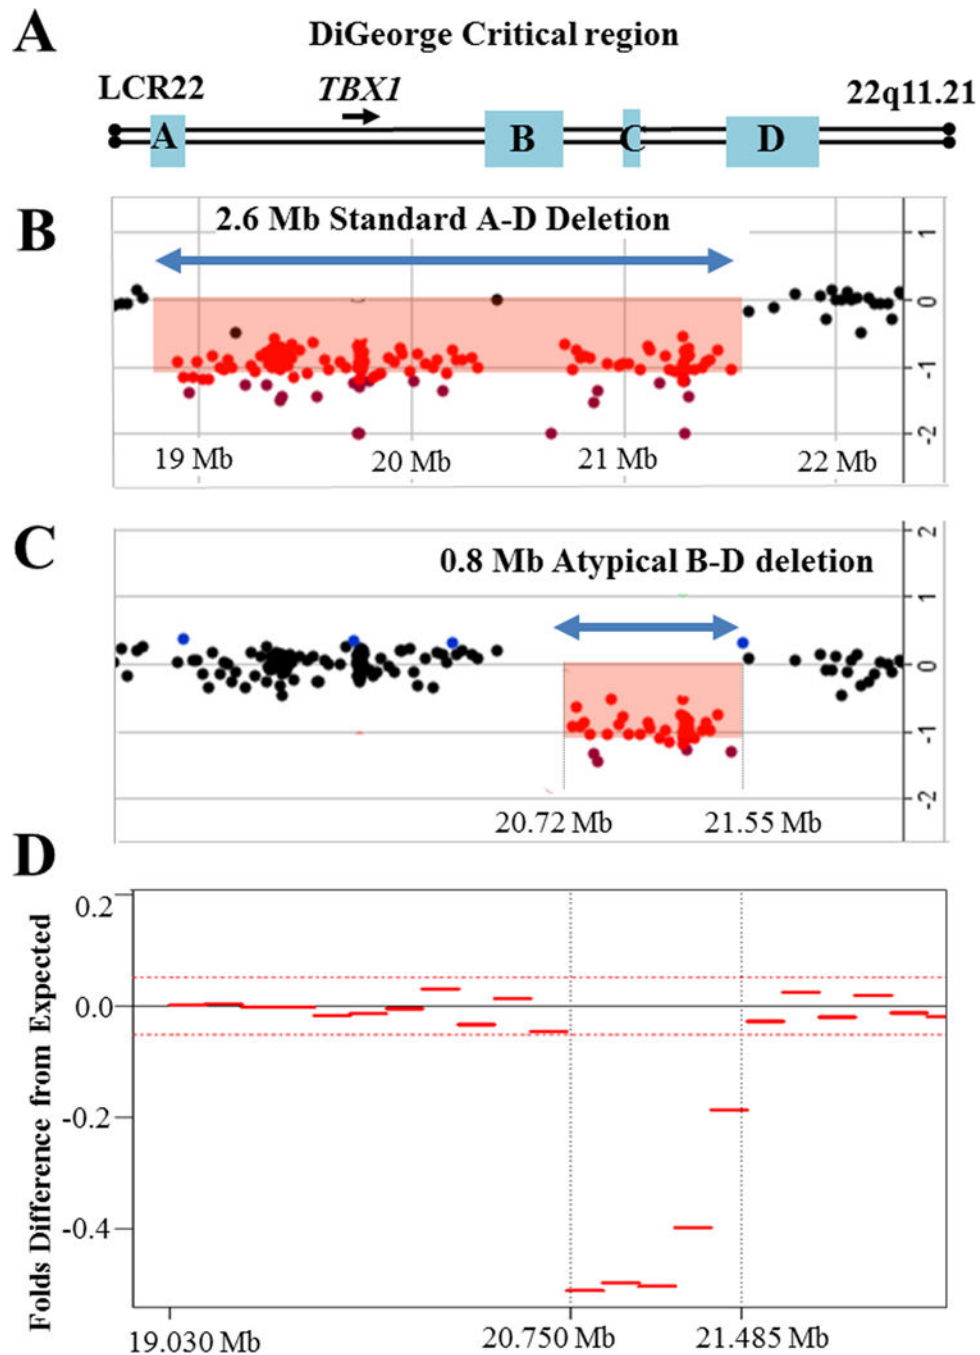 A
DiGeorge Critical region
LCR22
TBX1
22q11.21
A
B
C
D
B
2.6 Mb Standard A-D Deletion
1
0
-1
-2
19 Mb
20 Mb
21 Mb
22 Mb
C
0.8 Mb Atypical B-D deletion
2
1
0
-1
-2
20.72 Mb
21.55 Mb
D
Folds Difference from Expected
0.2
0.0
-0.2
-0.4
19.030 Mb
20.750 Mb
21.485 Mb